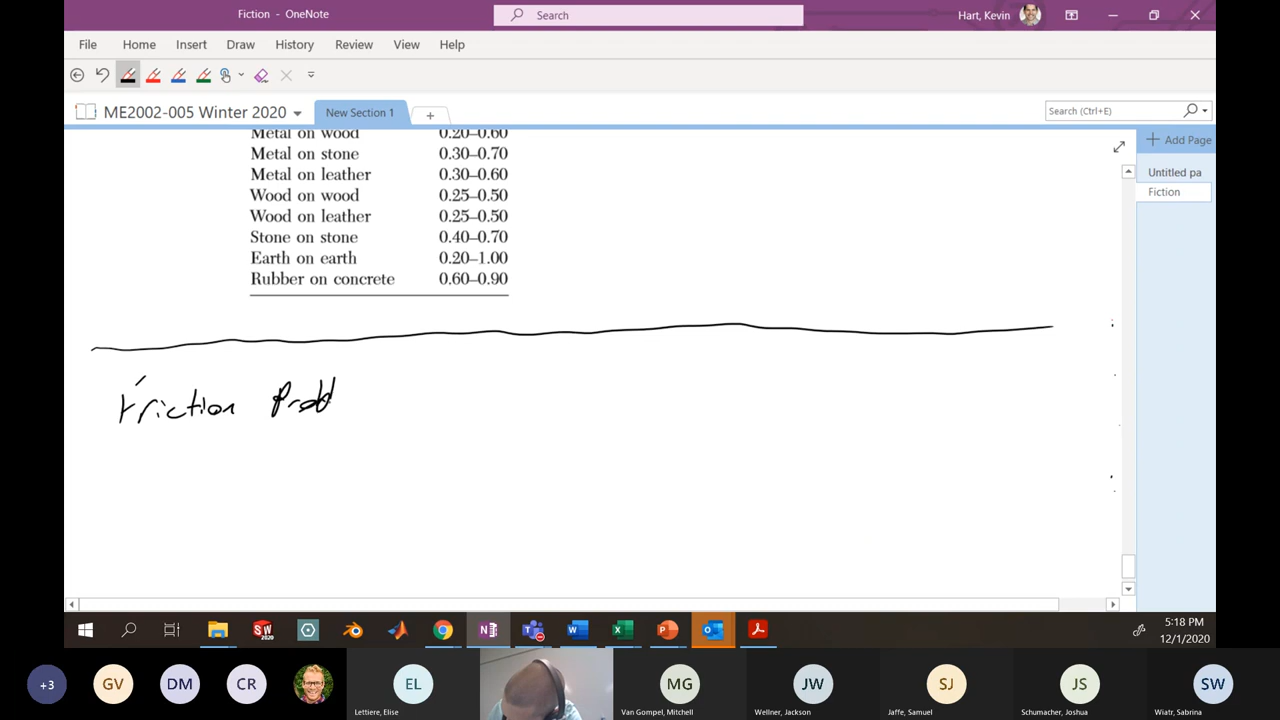 Fiction - OneNote
Search
Hart, Kevin
File Home Insert Draw History Review View Help
ME2002-005 Winter 2020
New Section 1
Search (Ctrl+E)
Add Page
Untitled pa
Fiction
Metal on wood 0.20–0.60
Metal on stone 0.30–0.70
Metal on leather 0.30–0.60
Wood on wood 0.25–0.50
Wood on leather 0.25–0.50
Stone on stone 0.40–0.70
Earth on earth 0.20–1.00
Rubber on concrete 0.60–0.90
Friction Prob
5:18 PM
12/1/2020
+3 GV DM CR EL MG JW SJ JS SW
Lettiere, Elise
Van Gompel, Mitchell
Wellner, Jackson
Jaffe, Samuel
Schumacher, Joshua
Wiatr, Sabrina